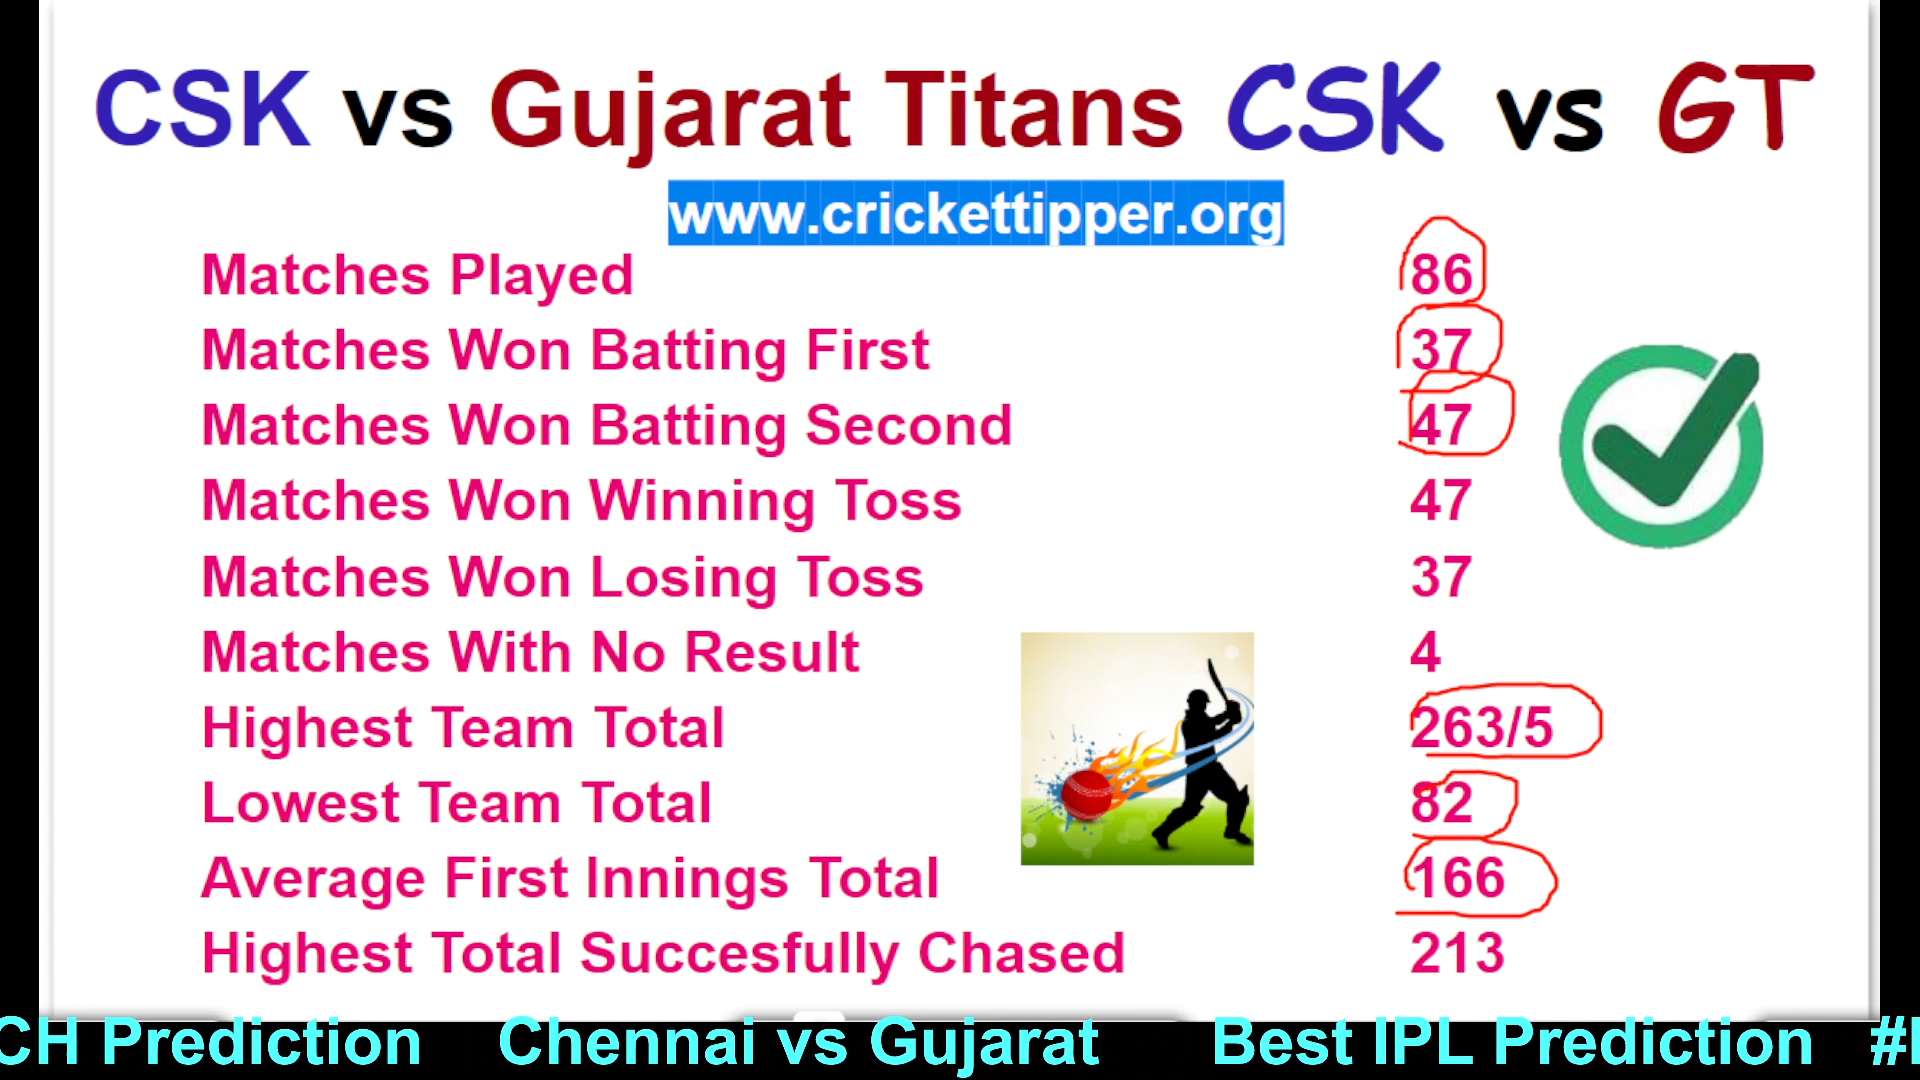 CSK vs Gujarat Titans CSK vs GT
www.crickettipper.org
Matches Played 86
Matches Won Batting First 37
Matches Won Batting Second 47
Matches Won Winning Toss 47
Matches Won Losing Toss 37
Matches With No Result 4
Highest Team Total 263/5
Lowest Team Total 82
Average First Innings Total 166
Highest Total Succesfully Chased 213
CH Prediction Chennai vs Gujarat Best IPL Prediction #